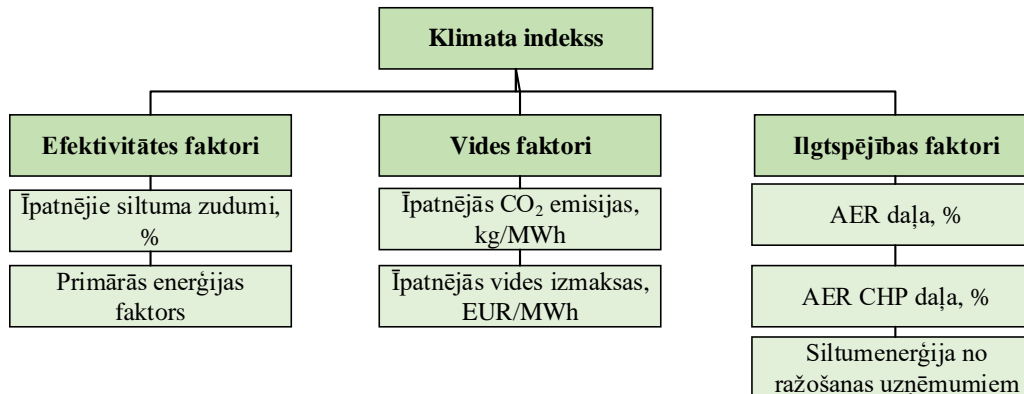 Klimata indekss
Efektivitātes faktori
Īpatnējie siltuma zudumi,
%
Primārās enerģijas
faktors
Vides faktori
Īpatnējās CO₂ emisijas,
kg/MWh
Īpatnējās vides izmaksas,
EUR/MWh
Ilgtspējības faktori
AER daļa, %
AER CHP daļa, %
Siltumenerģija no
ražošanas uzņēmumiem